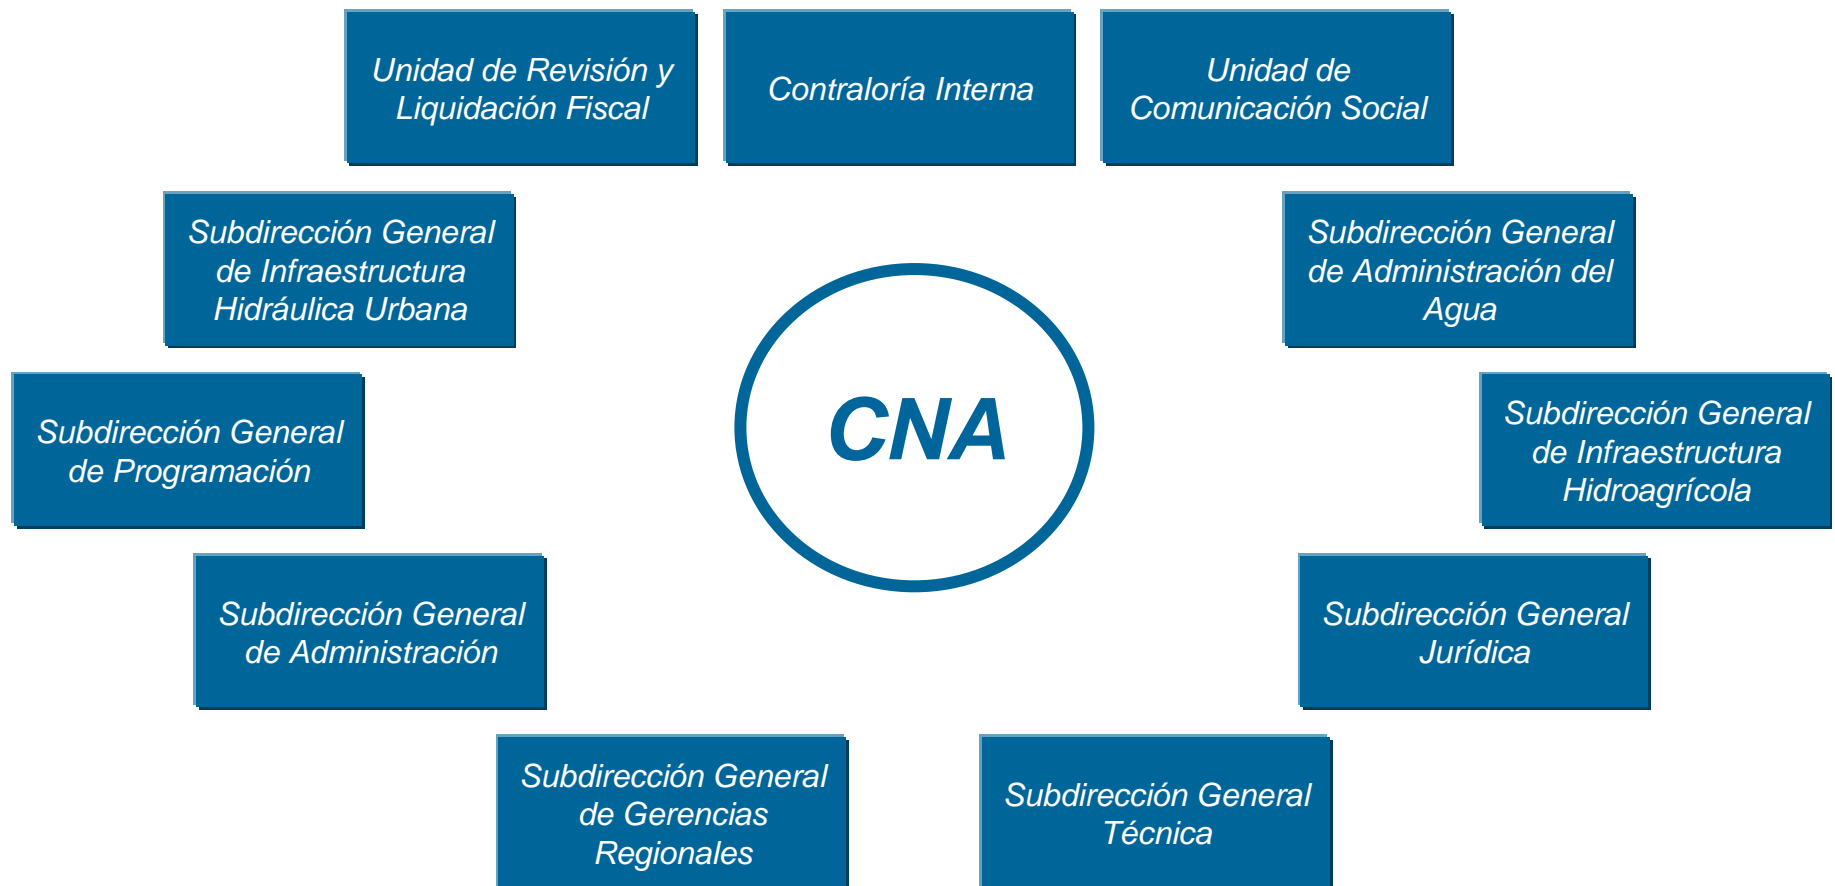 Unidad de Revisión y
Liquidación Fiscal
Contraloría Interna
Unidad de
Comunicación Social
Subdirección General
de Infraestructura
Hidráulica Urbana
Subdirección General
de Administración del
Agua
CNA
Subdirección General
de Programación
Subdirección General
de Infraestructura
Hidroagrícola
Subdirección General
de Administración
Subdirección General
Jurídica
Subdirección General
de Gerencias
Regionales
Subdirección General
Técnica